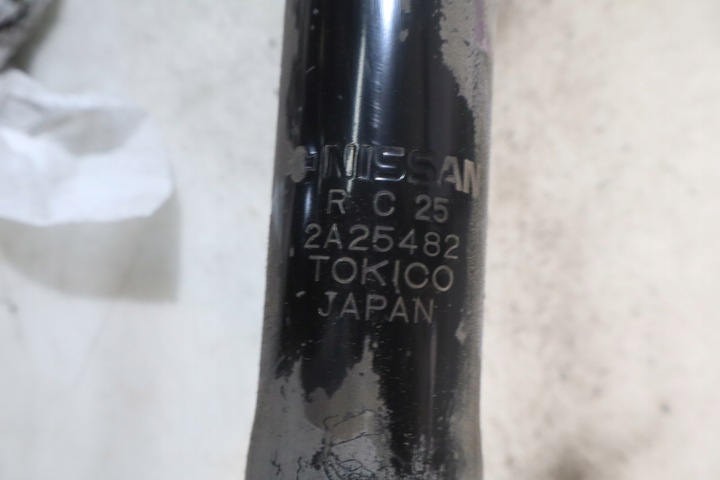 NISSAN
R C 25
2A25482
TOKICO
JAPAN